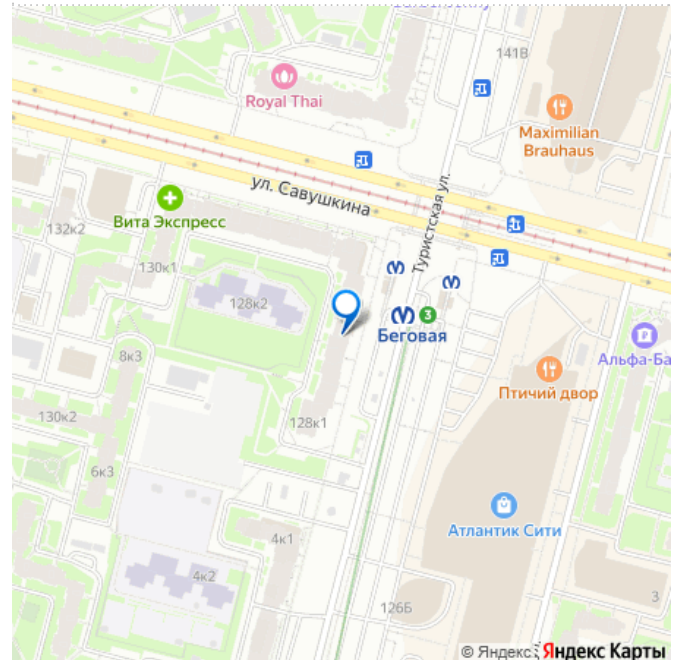 141В
Royal Thai
Maximilian
Brauhaus
ул. Савушкина
Туристская ул.
Вита Экспресс
132к2
130к1
128к2
3
Беговая
Альфа-Ба
8к3
Птичий двор
130к2
128к1
6к3
Атлантик Сити
4к1
4к2
3
126Б
© Яндекс
Яндекс Карты